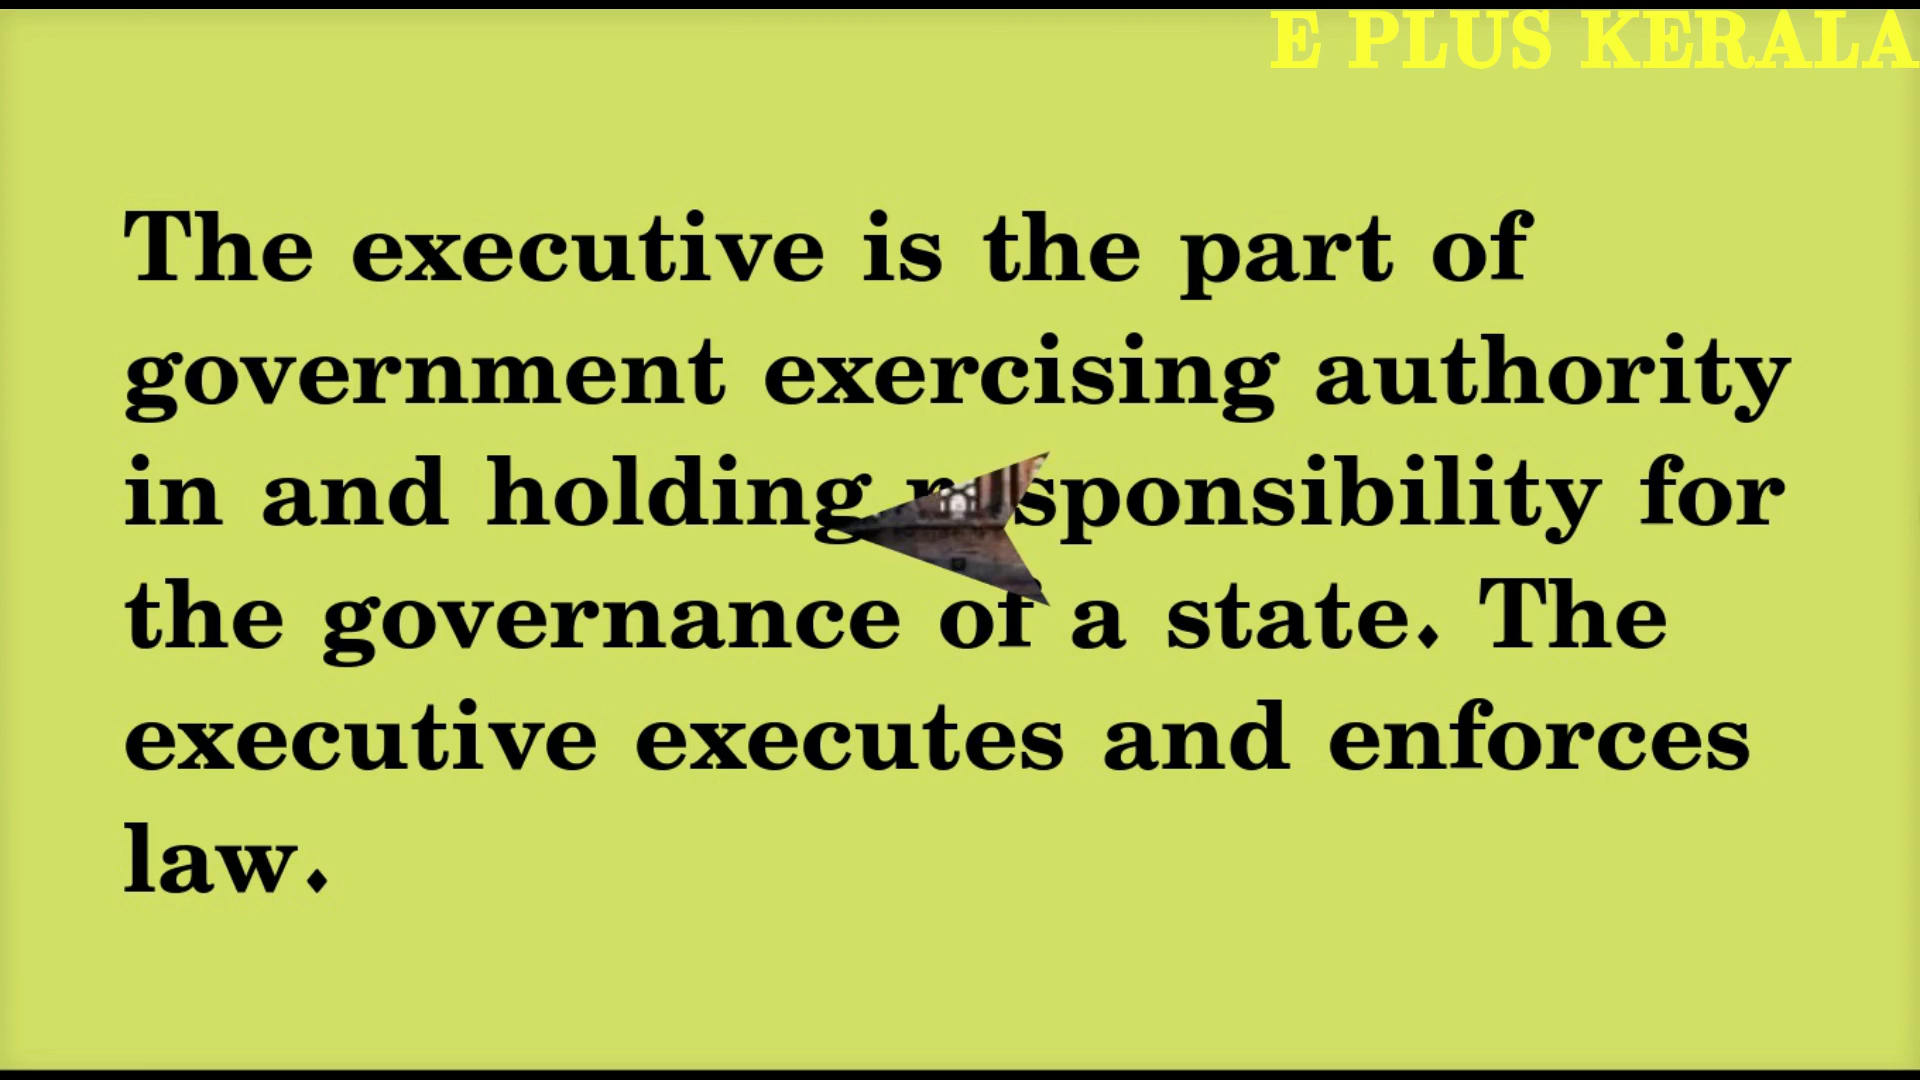 E PLUS KERALA
The executive is the part of
government exercising authority
in and holding responsibility for
the governance of a state. The
executive executes and enforces
law.